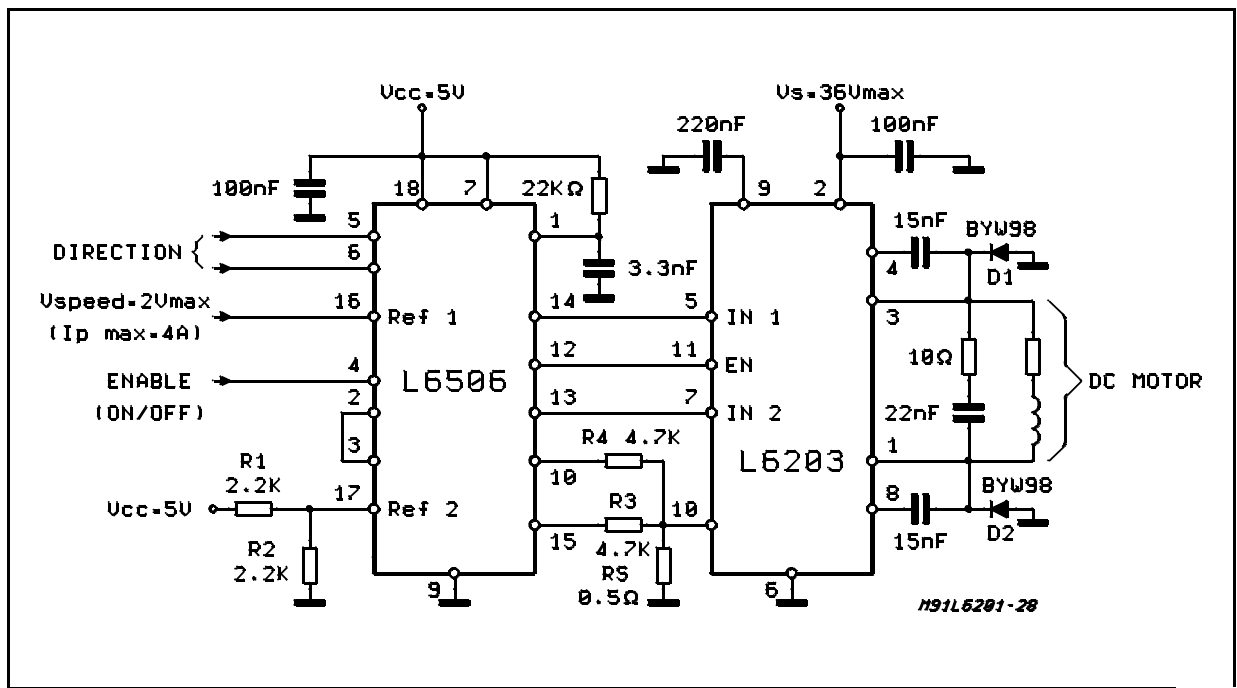 Vcc=5V
Vs=36Vmax
220nF
100nF
100nF
18
7
22KΩ
9
2
5
1
15nF
BYW98
DIRECTION {
6
3.3nF
4
D1
Vspeed=2Vmax
16
Ref 1
14
5
IN 1
3
(Ip max=4A)
12
11
EN
10Ω
ENABLE
4
L6506
DC MOTOR
(ON/OFF)
2
13
7
IN 2
22nF
3
R4 4.7K
L6203
1
R1
2.2K
10
8
BYW98
Vcc=5V
17
Ref 2
R3
10
R2
2.2K
15
4.7K
15nF
D2
RS
0.5Ω
9
6
M91L6201-28